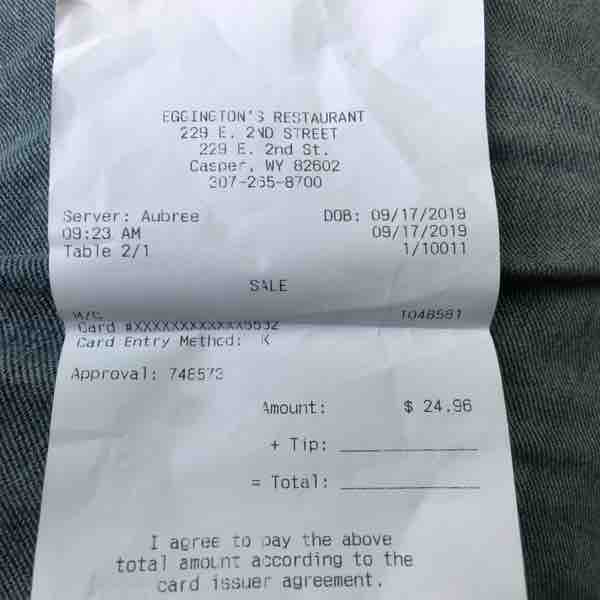 EGGINGTON'S RESTAURANT
229 E. 2ND STREET
229 E. 2nd St.
Casper, WY 82602
307-265-8700
Server: Aubree DOB: 09/17/2019
09:23 AM 09/17/2019
Table 2/1 1/10011
SALE
M/C 1048581
Card #XXXXXXXXXXXX5532
Card Entry Method: K
Approval: 748573
Amount: $ 24.96
+ Tip:
= Total:
I agree to pay the above
total amount according to the
card issuer agreement.